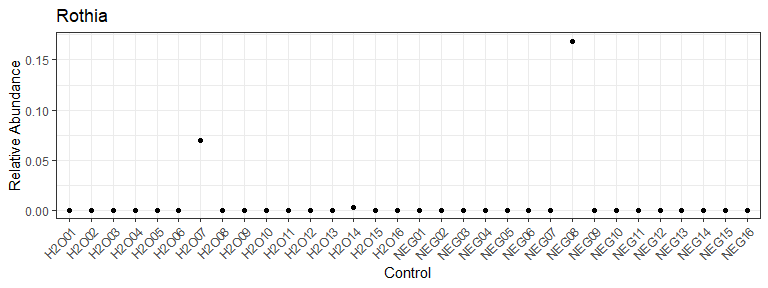 Rothia
Relative Abundance
0.15
0.10
0.05
0.00
H2O01 H2O02 H2O03 H2O04 H2O05 H2O06 H2O07 H2O08 H2O09 H2O10 H2O11 H2O12 H2O13 H2O14 H2O15 H2O16 NEG01 NEG02 NEG03 NEG04 NEG05 NEG06 NEG07 NEG08 NEG09 NEG10 NEG11 NEG12 NEG13 NEG14 NEG15 NEG16
Control